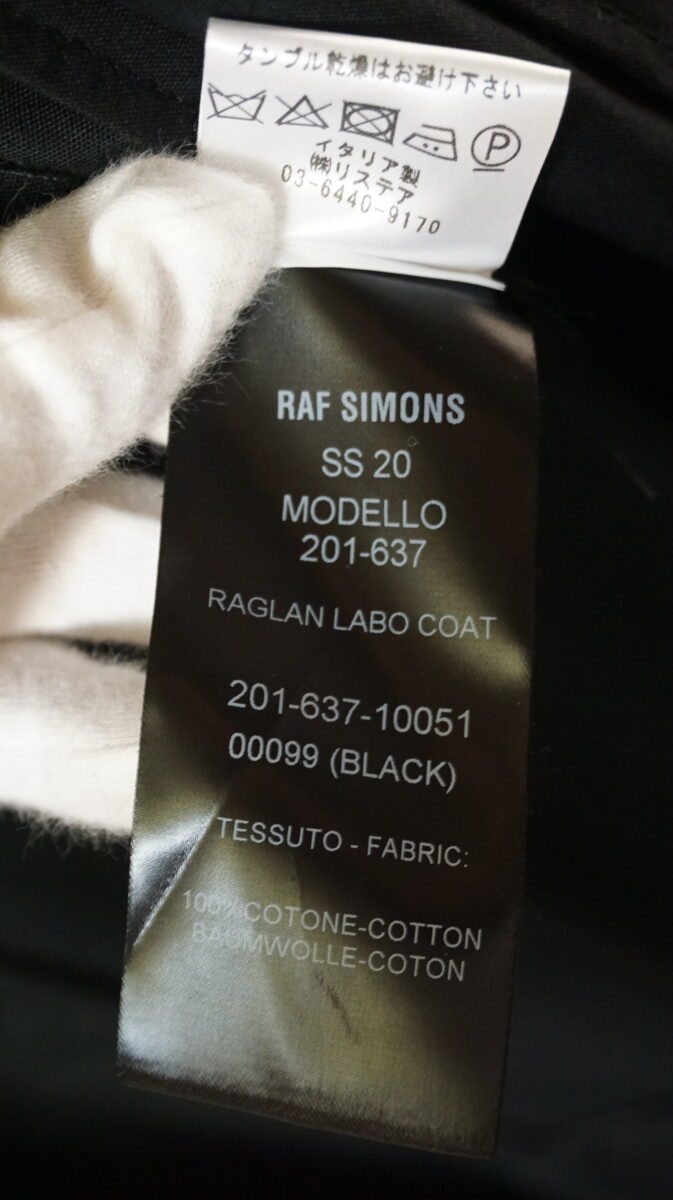 タンブル乾燥はお避け下さい
P
イタリア製
㈱リステア
03-6440-9170
RAF SIMONS
SS 20
MODELLO
201-637
RAGLAN LABO COAT
201-637-10051
00099 (BLACK)
TESSUTO - FABRIC:
100% COTONE-COTTON
BAUMWOLLE-COTON